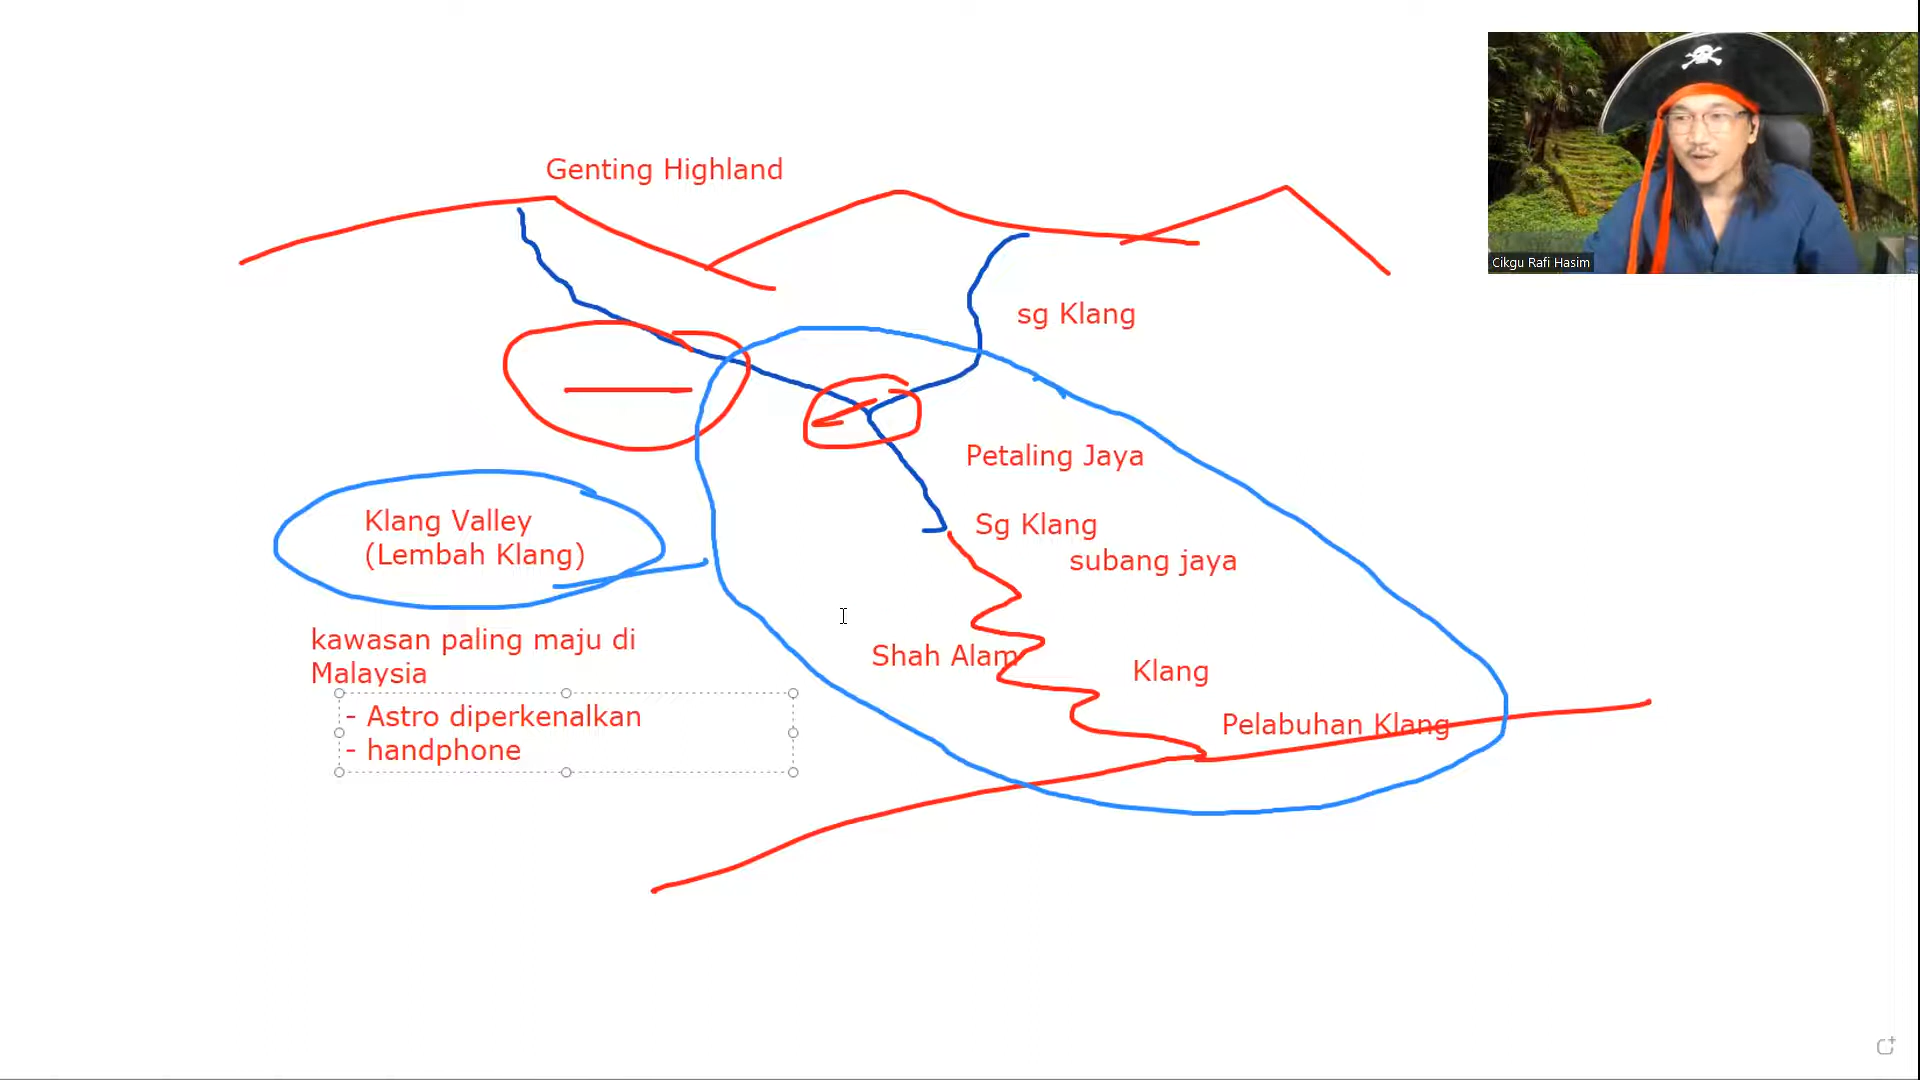 Genting Highland
Cikgu Rafi Hasim
sg Klang
Petaling Jaya
Klang Valley
(Lembah Klang)
Sg Klang
subang jaya
kawasan paling maju di
Malaysia
Shah Alam
Klang
- Astro diperkenalkan
- handphone
Pelabuhan Klang